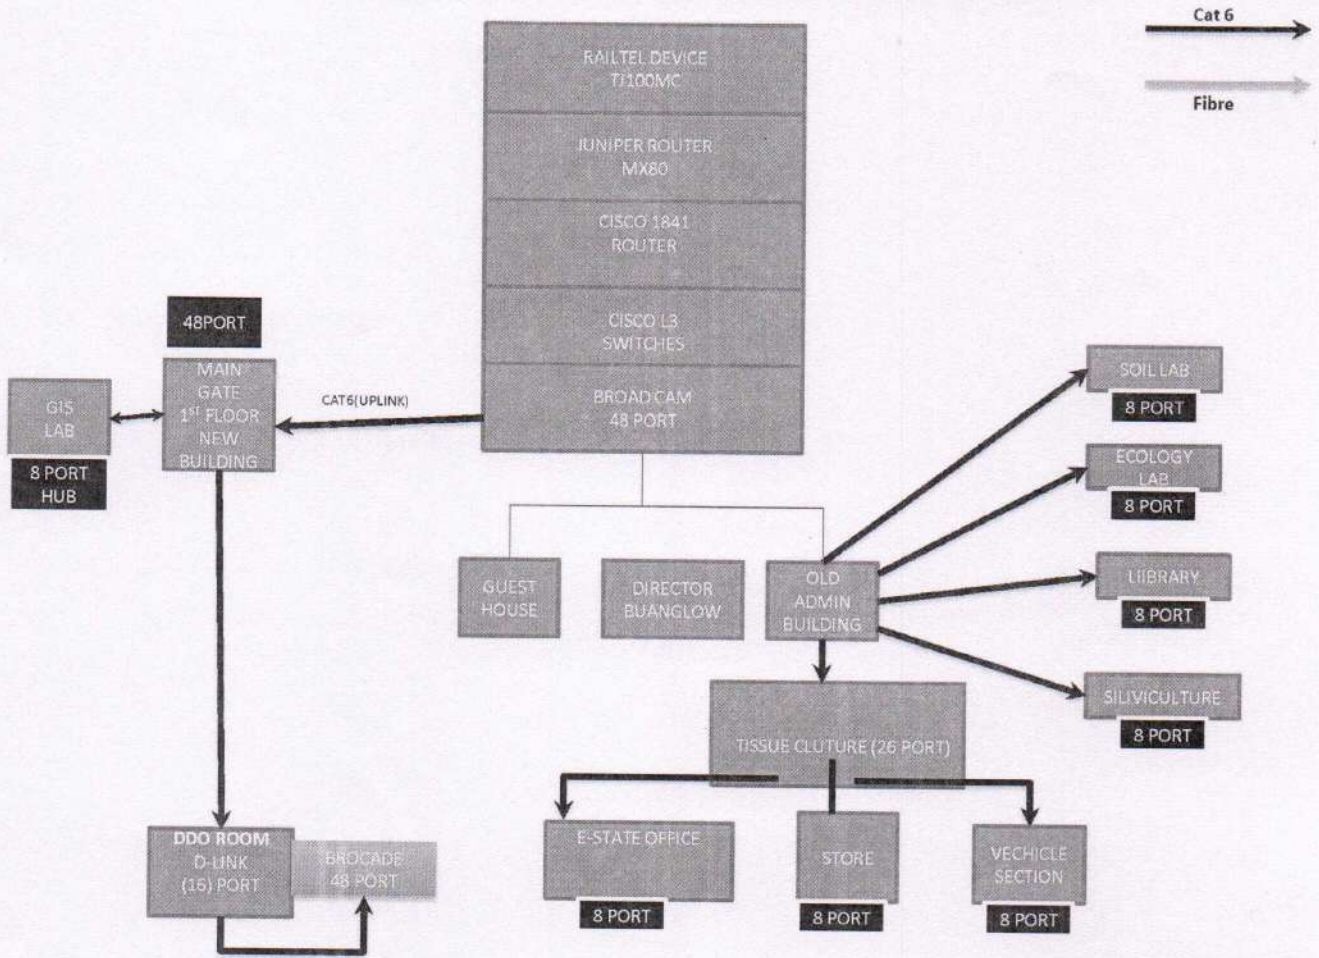 Cat 6
Fibre
RAILTEL DEVICE
TJ100MC
JUNIPER ROUTER
MX80
CISCO 1841
ROUTER
CISCO L3
SWITCHES
BROAD CAM
48 PORT
48PORT
MAIN
GATE
1ST FLOOR
NEW
BUILDING
CAT6(UPLINK)
GIS
LAB
8 PORT
HUB
SOIL LAB
8 PORT
ECOLOGY
LAB
8 PORT
LIIBRARY
8 PORT
SILIVICULTURE
8 PORT
GUEST
HOUSE
DIRECTOR
BUANGLOW
OLD
ADMIN
BUILDING
TISSUE CLUTURE (26 PORT)
DDO ROOM
D-LINK
(16) PORT
BROCADE
48 PORT
E-STATE OFFICE
8 PORT
STORE
8 PORT
VECHICLE
SECTION
8 PORT